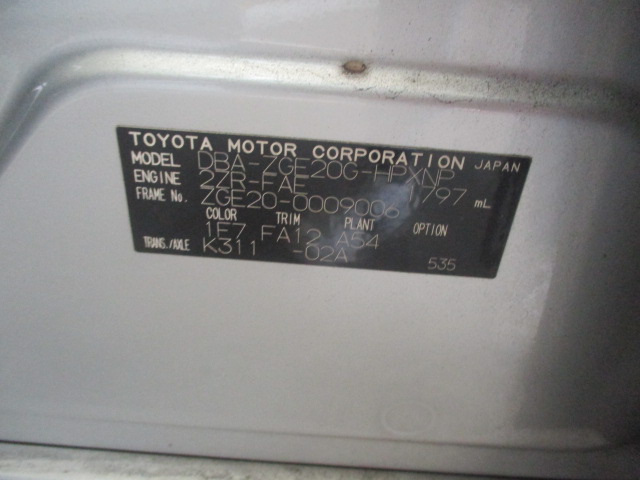 TOYOTA MOTOR CORPORATION JAPAN
MODEL DBA-ZGE20G-HPXNP
ENGINE 2ZR-FAE 1797 mL
FRAME No. ZGE20-0009006
COLOR TRIM PLANT OPTION
1E7 FA12 A54
TRANS./AXLE K311 -02A
535